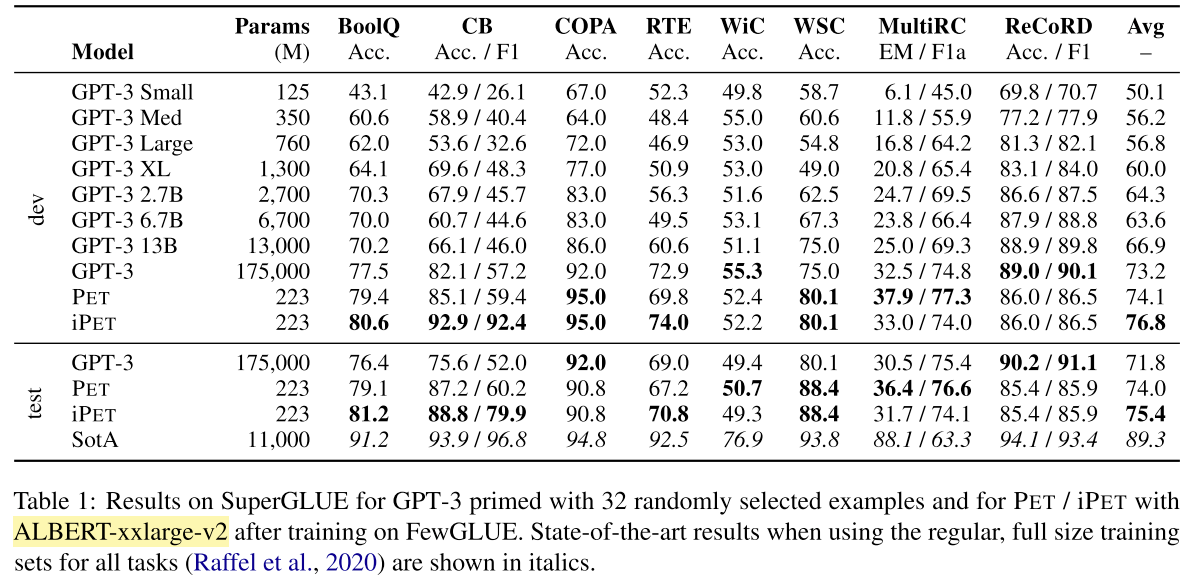 Params BoolQ CB COPA RTE WiC WSC MultiRC ReCoRD Avg
Model (M) Acc. Acc. / F1 Acc. Acc. Acc. Acc. EM / F1a Acc. / F1 –
dev
GPT-3 Small 125 43.1 42.9 / 26.1 67.0 52.3 49.8 58.7 6.1 / 45.0 69.8 / 70.7 50.1
GPT-3 Med 350 60.6 58.9 / 40.4 64.0 48.4 55.0 60.6 11.8 / 55.9 77.2 / 77.9 56.2
GPT-3 Large 760 62.0 53.6 / 32.6 72.0 46.9 53.0 54.8 16.8 / 64.2 81.3 / 82.1 56.8
GPT-3 XL 1,300 64.1 69.6 / 48.3 77.0 50.9 53.0 49.0 20.8 / 65.4 83.1 / 84.0 60.0
GPT-3 2.7B 2,700 70.3 67.9 / 45.7 83.0 56.3 51.6 62.5 24.7 / 69.5 86.6 / 87.5 64.3
GPT-3 6.7B 6,700 70.0 60.7 / 44.6 83.0 49.5 53.1 67.3 23.8 / 66.4 87.9 / 88.8 63.6
GPT-3 13B 13,000 70.2 66.1 / 46.0 86.0 60.6 51.1 75.0 25.0 / 69.3 88.9 / 89.8 66.9
GPT-3 175,000 77.5 82.1 / 57.2 92.0 72.9 55.3 75.0 32.5 / 74.8 89.0 / 90.1 73.2
PET 223 79.4 85.1 / 59.4 95.0 69.8 52.4 80.1 37.9 / 77.3 86.0 / 86.5 74.1
iPET 223 80.6 92.9 / 92.4 95.0 74.0 52.2 80.1 33.0 / 74.0 86.0 / 86.5 76.8
test
GPT-3 175,000 76.4 75.6 / 52.0 92.0 69.0 49.4 80.1 30.5 / 75.4 90.2 / 91.1 71.8
PET 223 79.1 87.2 / 60.2 90.8 67.2 50.7 88.4 36.4 / 76.6 85.4 / 85.9 74.0
iPET 223 81.2 88.8 / 79.9 90.8 70.8 49.3 88.4 31.7 / 74.1 85.4 / 85.9 75.4
SotA 11,000 91.2 93.9 / 96.8 94.8 92.5 76.9 93.8 88.1 / 63.3 94.1 / 93.4 89.3
Table 1: Results on SuperGLUE for GPT-3 primed with 32 randomly selected examples and for PET / iPET with
ALBERT-xxlarge-v2 after training on FewGLUE. State-of-the-art results when using the regular, full size training
sets for all tasks (Raffel et al., 2020) are shown in italics.